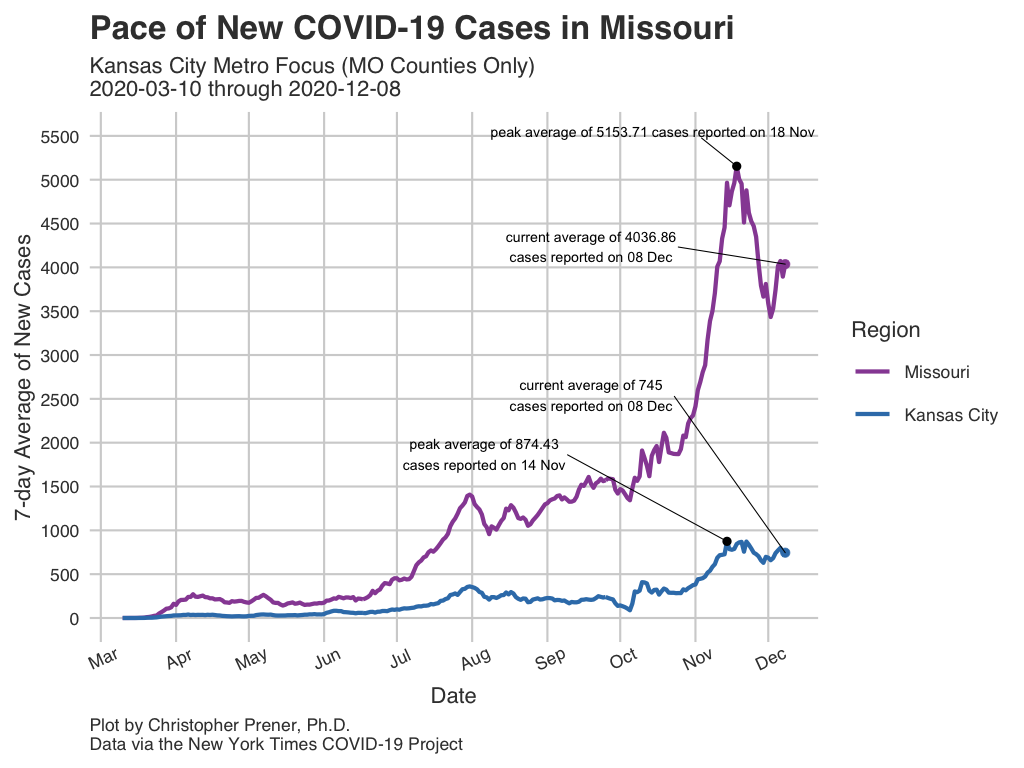 Pace of New COVID-19 Cases in Missouri
Kansas City Metro Focus (MO Counties Only)
2020-03-10 through 2020-12-08
7-day Average of New Cases
5500
5000
4500
4000
3500
3000
2500
2000
1500
1000
500
0
peak average of 5153.71 cases reported on 18 Nov
current average of 4036.86
cases reported on 08 Dec
current average of 745
cases reported on 08 Dec
peak average of 874.43
cases reported on 14 Nov
Region
Missouri
Kansas City
Mar
Apr
May
Jun
Jul
Aug
Sep
Oct
Nov
Dec
Date
Plot by Christopher Prener, Ph.D.
Data via the New York Times COVID-19 Project